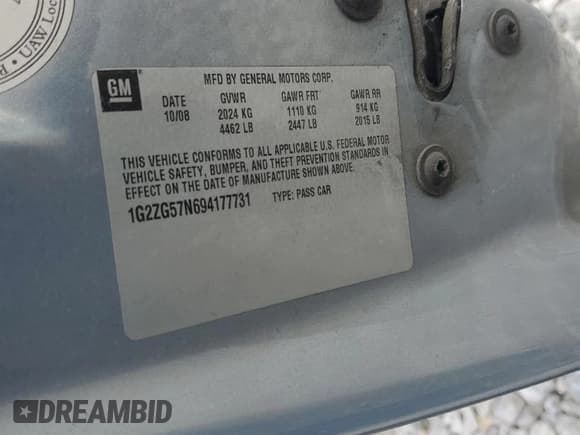 UAW Loc
GM
MFD BY GENERAL MOTORS CORP.
DATE GVWR GAWR FRT GAWR RR
10/08 2024 KG 1110 KG 914 KG
4462 LB 2447 LB 2015 LB
THIS VEHICLE CONFORMS TO ALL APPLICABLE U.S. FEDERAL MOTOR
VEHICLE SAFETY, BUMPER, AND THEFT PREVENTION STANDARDS IN
EFFECT ON THE DATE OF MANUFACTURE SHOWN ABOVE.
1G2ZG57N694177731 TYPE: PASS CAR
DREAMBID